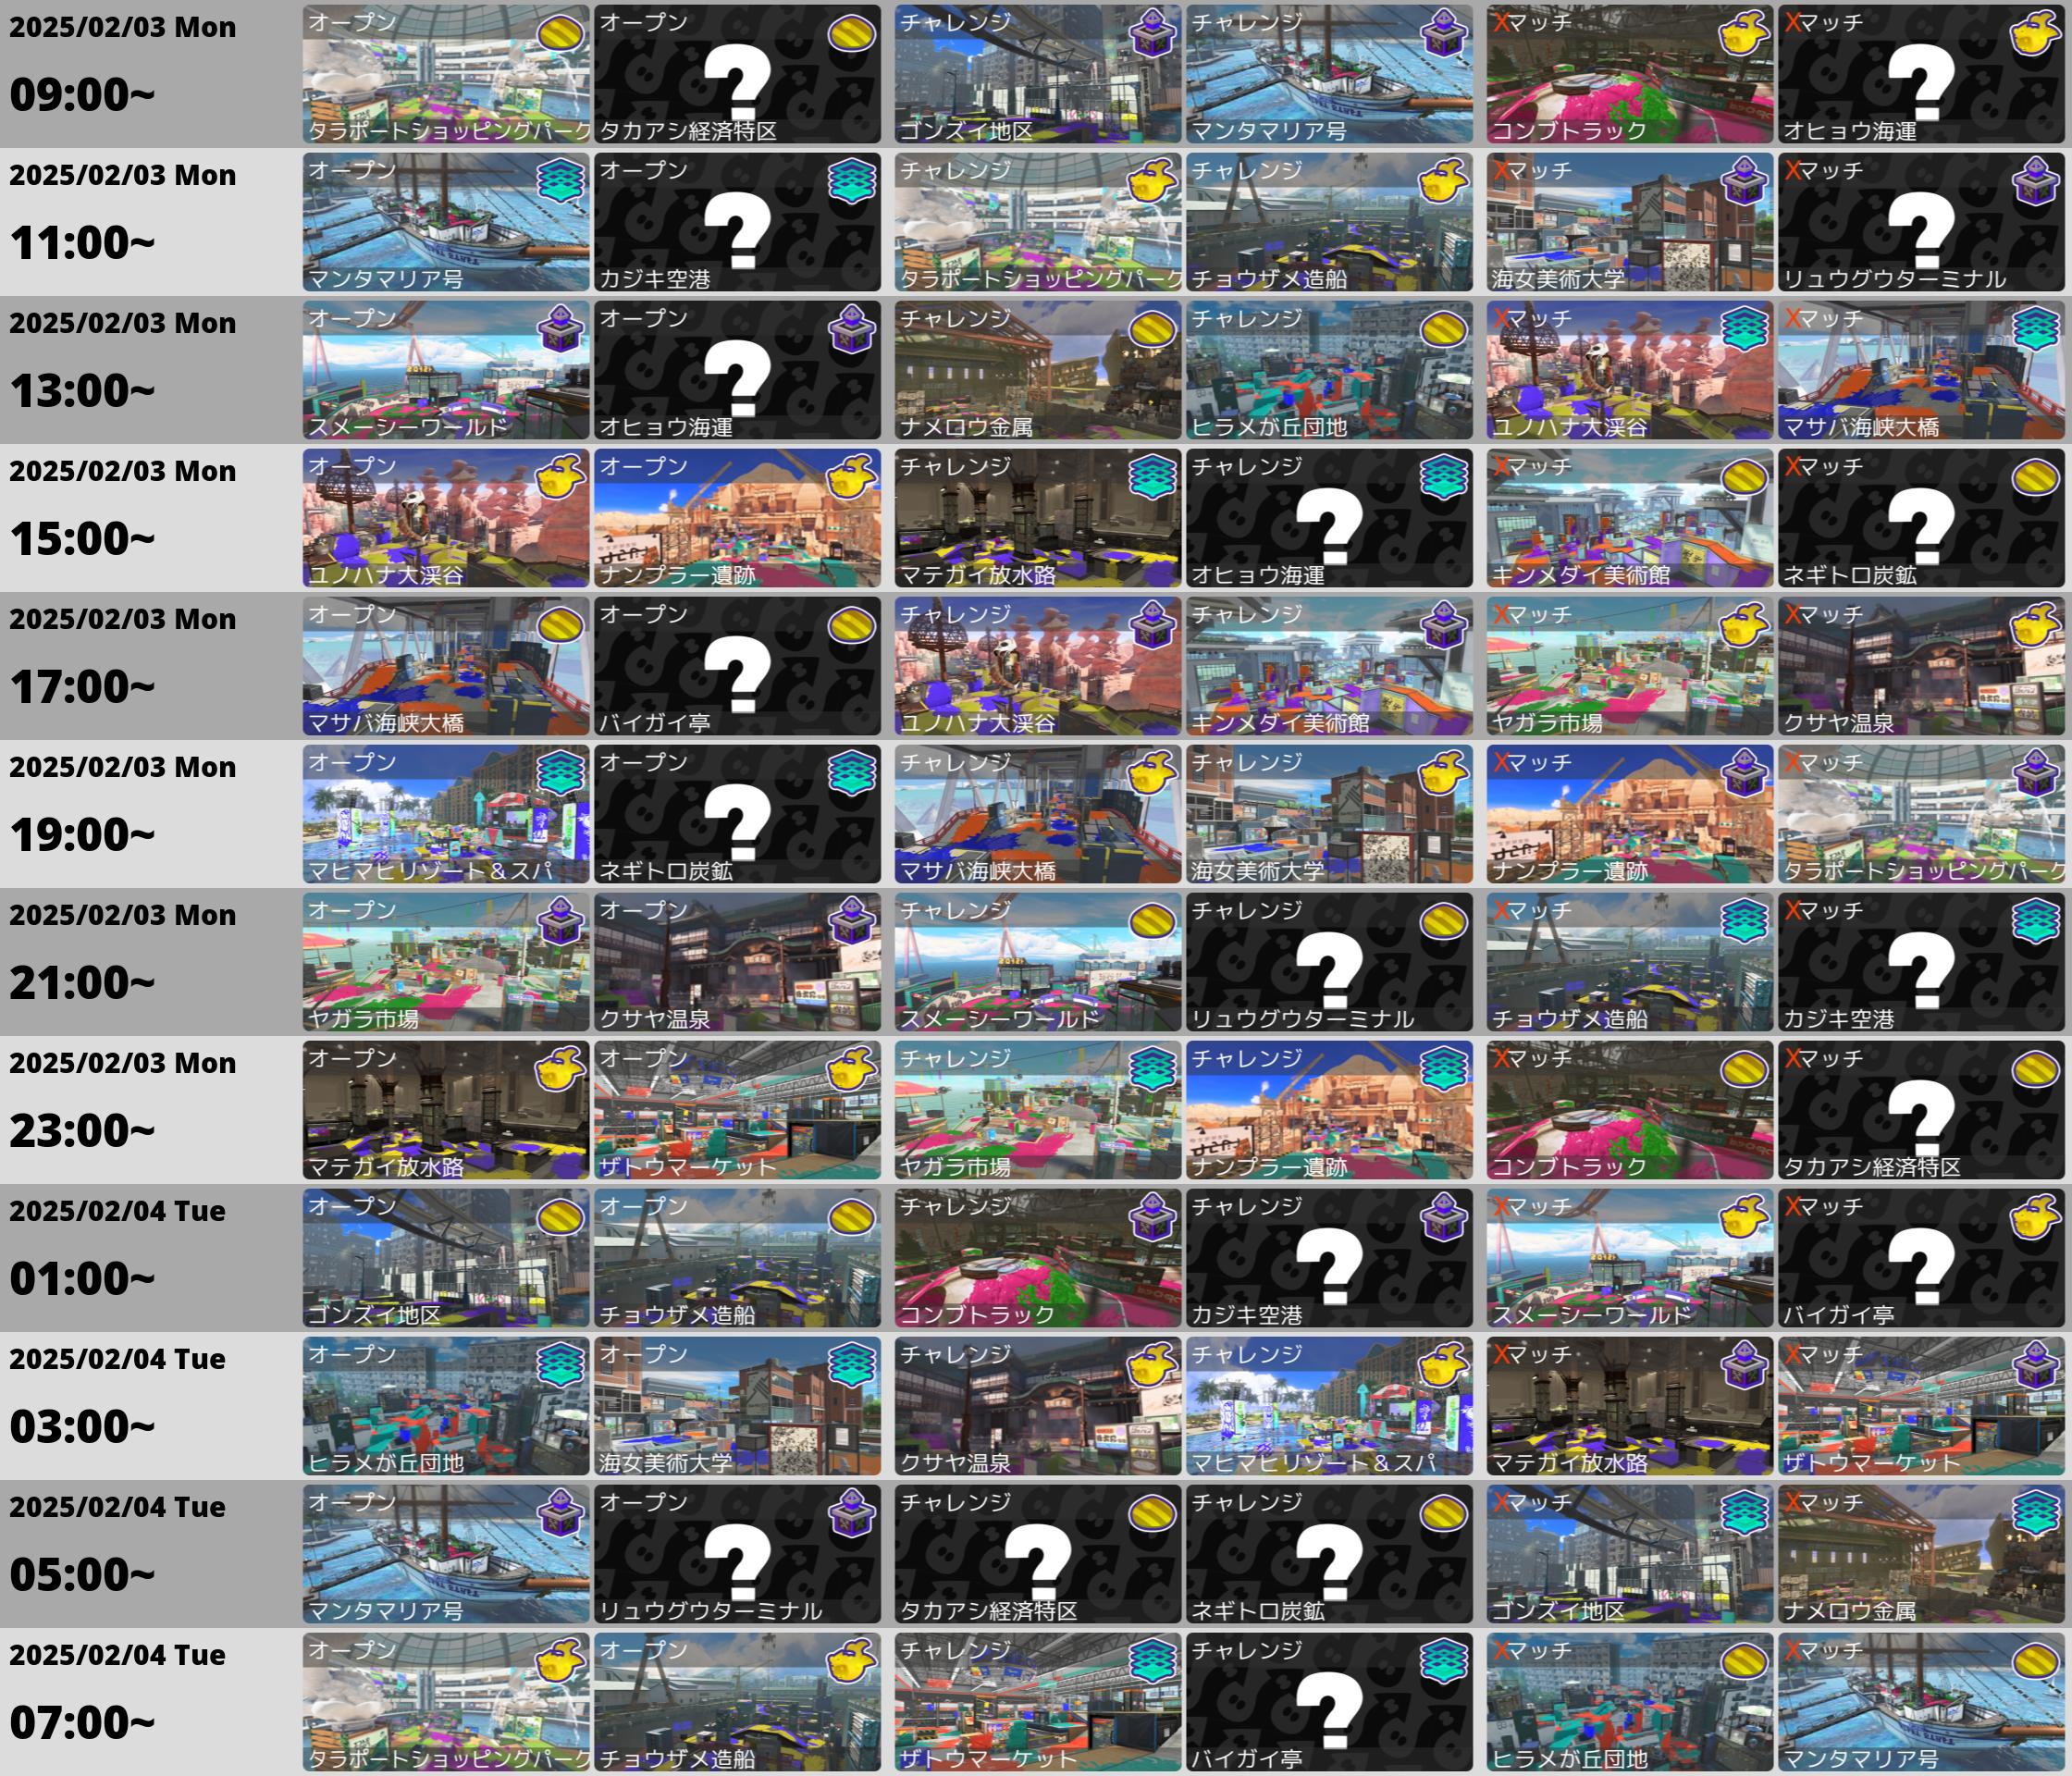 2025/02/03 Mon
09:00~
オープン
タラポートショッピングパーク
オープン
タカアシ経済特区
チャレンジ
ゴンズイ地区
チャレンジ
マンタマリア号
Xマッチ
コンブトラック
Xマッチ
オヒョウ海運
2025/02/03 Mon
11:00~
オープン
マンタマリア号
オープン
カジキ空港
チャレンジ
タラポートショッピングパーク
チャレンジ
チョウザメ造船
Xマッチ
海女美術大学
Xマッチ
リュウグウターミナル
2025/02/03 Mon
13:00~
オープン
スメーシーワールド
オープン
オヒョウ海運
チャレンジ
ナメロウ金属
チャレンジ
ヒラメが丘団地
Xマッチ
ユノハナ大渓谷
Xマッチ
マサバ海峡大橋
2025/02/03 Mon
15:00~
オープン
ユノハナ大渓谷
オープン
ナンプラー遺跡
チャレンジ
マテガイ放水路
チャレンジ
オヒョウ海運
Xマッチ
キンメダイ美術館
Xマッチ
ネギトロ炭鉱
2025/02/03 Mon
17:00~
オープン
マサバ海峡大橋
オープン
バイガイ亭
チャレンジ
ユノハナ大渓谷
チャレンジ
キンメダイ美術館
Xマッチ
ヤガラ市場
Xマッチ
クサヤ温泉
2025/02/03 Mon
19:00~
オープン
マヒマヒリゾート＆スパ
オープン
ネギトロ炭鉱
チャレンジ
マサバ海峡大橋
チャレンジ
海女美術大学
Xマッチ
ナンプラー遺跡
Xマッチ
タラポートショッピングパーク
2025/02/03 Mon
21:00~
オープン
ヤガラ市場
オープン
クサヤ温泉
チャレンジ
スメーシーワールド
チャレンジ
リュウグウターミナル
Xマッチ
チョウザメ造船
Xマッチ
カジキ空港
2025/02/03 Mon
23:00~
オープン
マテガイ放水路
オープン
ザトウマーケット
チャレンジ
ヤガラ市場
チャレンジ
ナンプラー遺跡
Xマッチ
コンブトラック
Xマッチ
タカアシ経済特区
2025/02/04 Tue
01:00~
オープン
ゴンズイ地区
オープン
チョウザメ造船
チャレンジ
コンブトラック
チャレンジ
カジキ空港
Xマッチ
スメーシーワールド
Xマッチ
バイガイ亭
2025/02/04 Tue
03:00~
オープン
ヒラメが丘団地
オープン
海女美術大学
チャレンジ
クサヤ温泉
チャレンジ
マヒマヒリゾート＆スパ
Xマッチ
マテガイ放水路
Xマッチ
ザトウマーケット
2025/02/04 Tue
05:00~
オープン
マンタマリア号
オープン
リュウグウターミナル
チャレンジ
タカアシ経済特区
チャレンジ
ネギトロ炭鉱
Xマッチ
ゴンズイ地区
Xマッチ
ナメロウ金属
2025/02/04 Tue
07:00~
オープン
タラポートショッピングパーク
オープン
チョウザメ造船
チャレンジ
ザトウマーケット
チャレンジ
バイガイ亭
Xマッチ
ヒラメが丘団地
Xマッチ
マンタマリア号